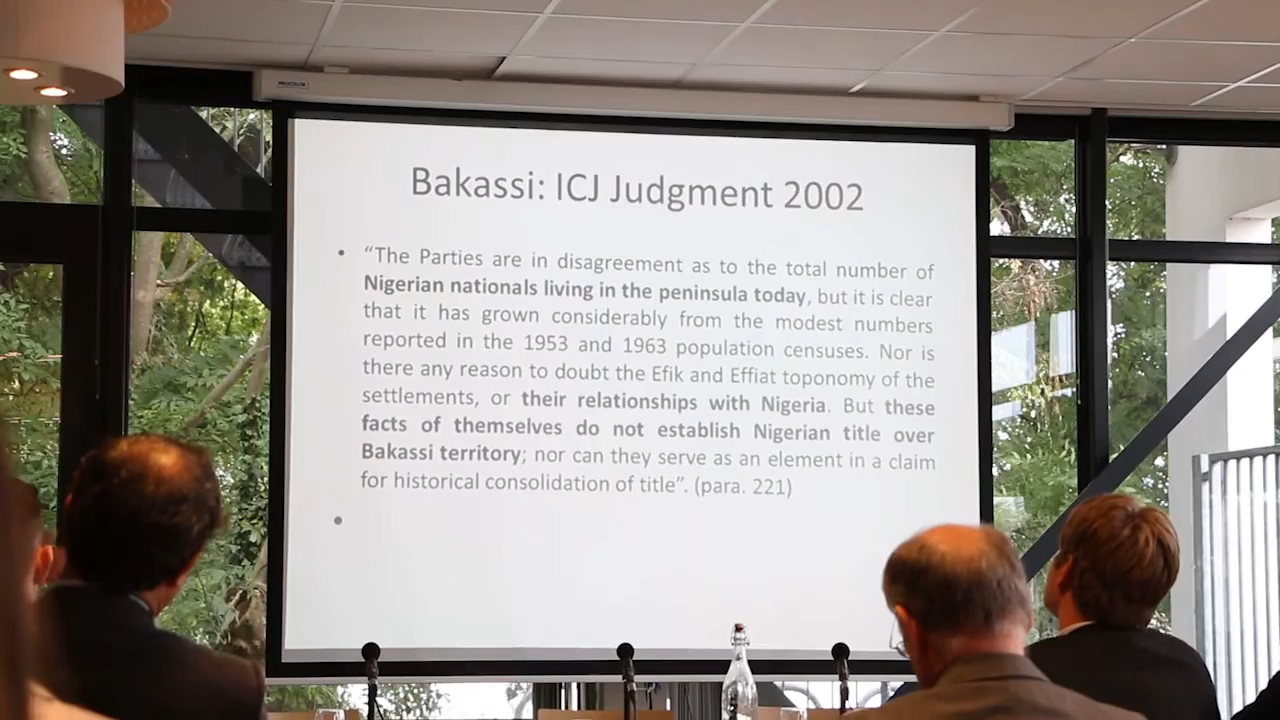 PROCOLOR
Bakassi: ICJ Judgment 2002
• “The Parties are in disagreement as to the total number of
Nigerian nationals living in the peninsula today, but it is clear
that it has grown considerably from the modest numbers
reported in the 1953 and 1963 population censuses. Nor is
there any reason to doubt the Efik and Effiat toponomy of the
settlements, or their relationships with Nigeria. But these
facts of themselves do not establish Nigerian title over
Bakassi territory; nor can they serve as an element in a claim
for historical consolidation of title”. (para. 221)
•